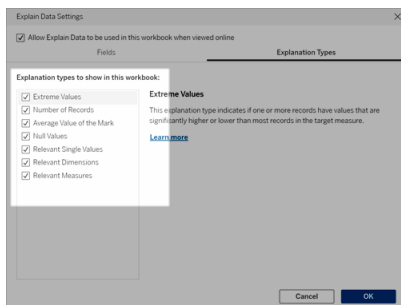 Explain Data Settings
Allow Explain Data to be used in this workbook when viewed online
Fields
Explanation Types
Explanation types to show in this workbook:
Extreme Values
Number of Records
Average Value of the Mark
Null Values
Relevant Single Values
Relevant Dimensions
Relevant Measures
Extreme Values
This explanation type indicates if one or more records have values that are
significantly higher or lower than most records in the target measure.
Learn more
Cancel
OK